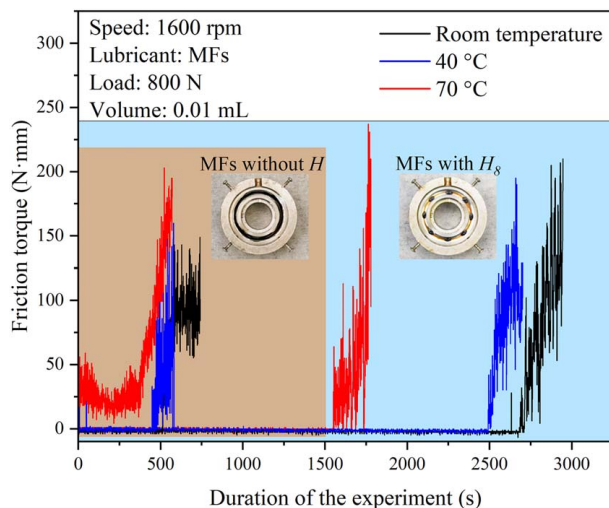 Speed: 1600 rpm
Lubricant: MFs
Load: 800 N
Volume: 0.01 mL
Room temperature
40 °C
70 °C
MFs without H
MFs with H₈
Friction torque (N·mm)
300
250
200
150
100
50
0
0
500
1000
1500
2000
2500
3000
Duration of the experiment (s)